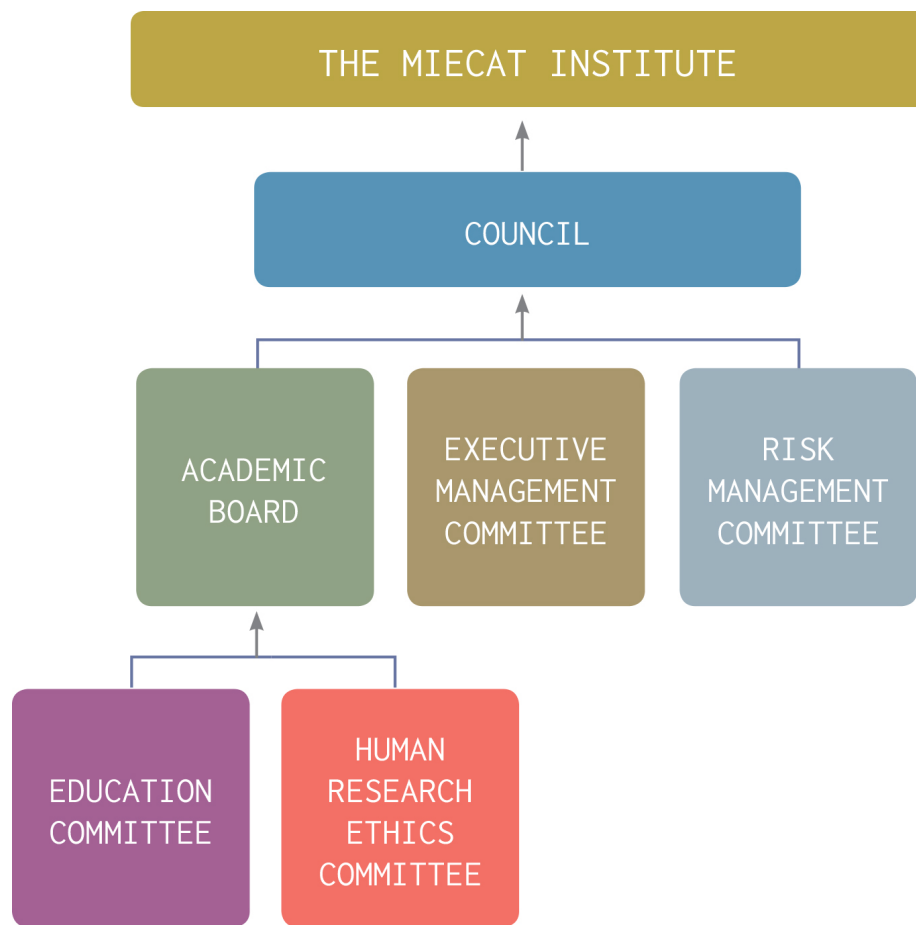 THE MIECAT INSTITUTE
COUNCIL
ACADEMIC
BOARD
EXECUTIVE
MANAGEMENT
COMMITTEE
RISK
MANAGEMENT
COMMITTEE
EDUCATION
COMMITTEE
HUMAN
RESEARCH
ETHICS
COMMITTEE